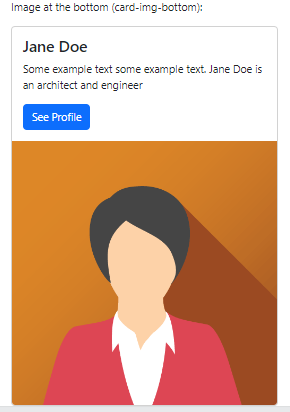 Image at the bottom (card-img-bottom):
Jane Doe
Some example text some example text. Jane Doe is
an architect and engineer
See Profile